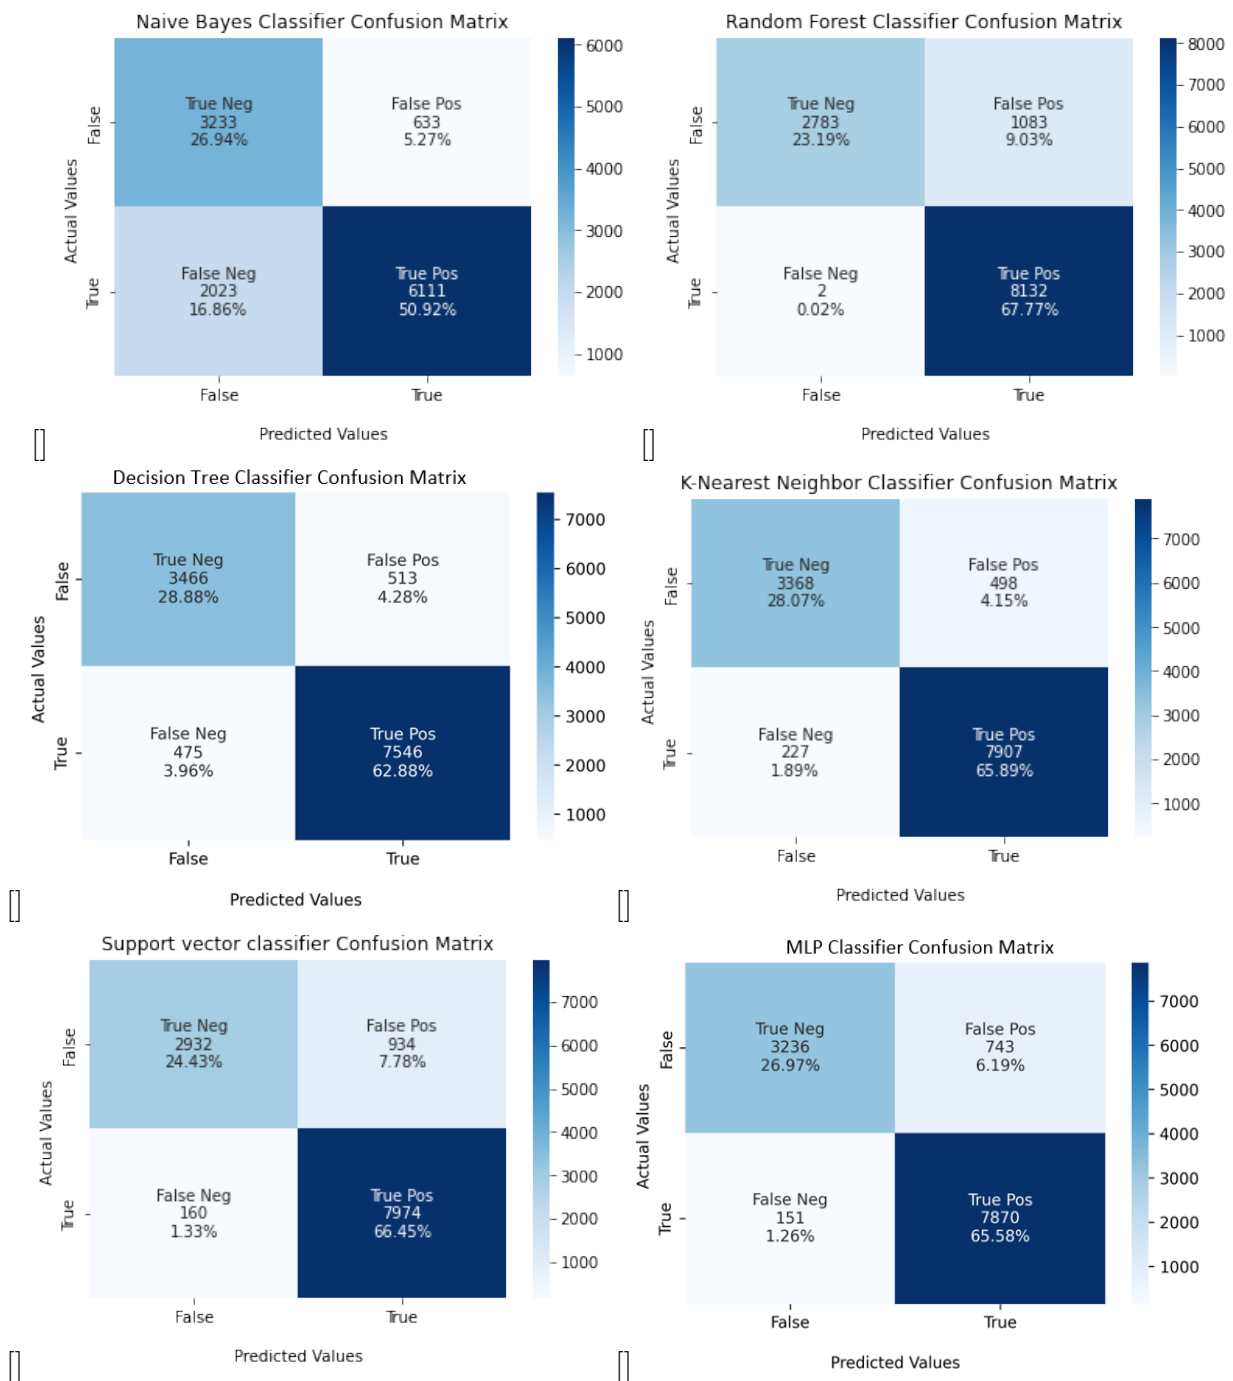 Naive Bayes Classifier Confusion Matrix
True Neg
3233
26.94%
False Pos
633
5.27%
False Neg
2023
16.86%
True Pos
6111
50.92%
False
True
Actual Values
False
True
Predicted Values
6000
5000
4000
3000
2000
1000
Random Forest Classifier Confusion Matrix
True Neg
2783
23.19%
False Pos
1083
9.03%
False Neg
2
0.02%
True Pos
8132
67.77%
False
True
Actual Values
False
True
Predicted Values
8000
7000
6000
5000
4000
3000
2000
1000
[]
[]
Decision Tree Classifier Confusion Matrix
True Neg
3466
28.88%
False Pos
513
4.28%
False Neg
475
3.96%
True Pos
7546
62.88%
False
True
Actual Values
False
True
Predicted Values
7000
6000
5000
4000
3000
2000
1000
K-Nearest Neighbor Classifier Confusion Matrix
True Neg
3368
28.07%
False Pos
498
4.15%
False Neg
227
1.89%
True Pos
7907
65.89%
False
True
Actual Values
False
True
Predicted Values
7000
6000
5000
4000
3000
2000
1000
[]
[]
Support vector classifier Confusion Matrix
True Neg
2932
24.43%
False Pos
934
7.78%
False Neg
160
1.33%
True Pos
7974
66.45%
False
True
Actual Values
False
True
Predicted Values
7000
6000
5000
4000
3000
2000
1000
MLP Classifier Confusion Matrix
True Neg
3236
26.97%
False Pos
743
6.19%
False Neg
151
1.26%
True Pos
7870
65.58%
False
True
Actual Values
False
True
Predicted Values
7000
6000
5000
4000
3000
2000
1000
[]
[]